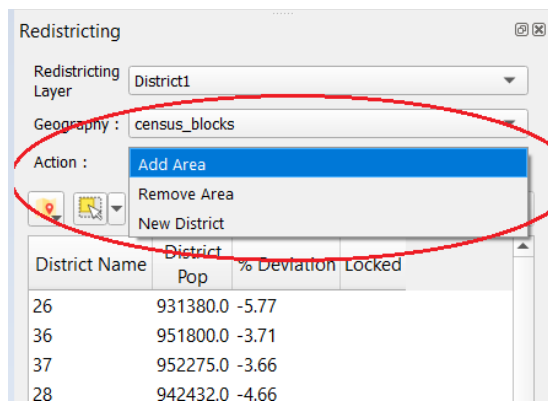 Redistricting
Redistricting Layer District1
Geography : census_blocks
Action : Add Area
Remove Area
New District
District Name District Pop % Deviation Locked
26 931380.0 -5.77
36 951800.0 -3.71
37 952275.0 -3.66
28 942432.0 -4.66